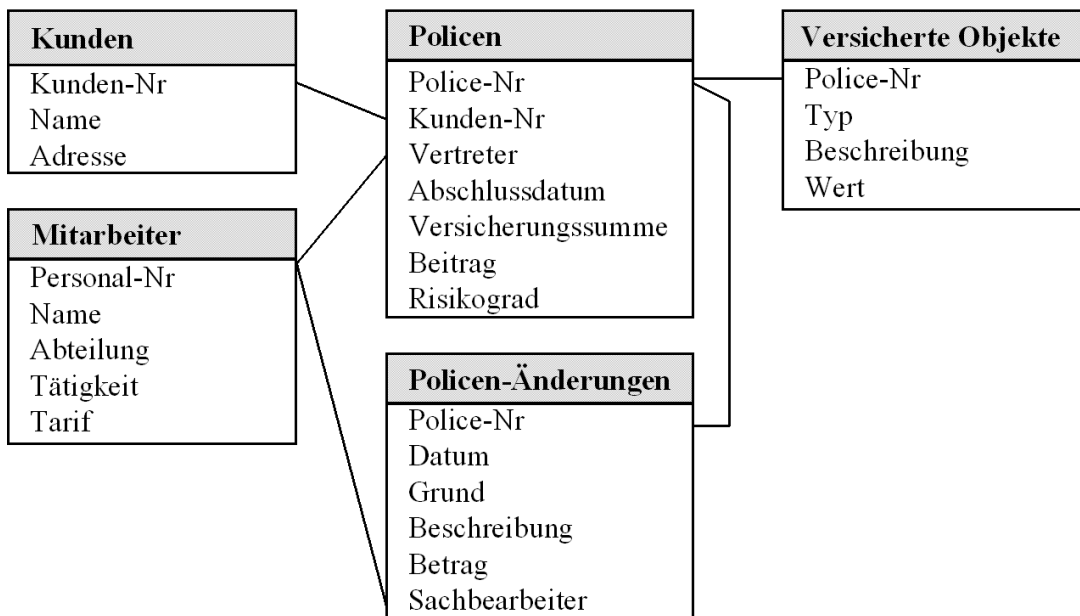 Kunden
Kunden-Nr
Name
Adresse
Mitarbeiter
Personal-Nr
Name
Abteilung
Tätigkeit
Tarif
Policen
Police-Nr
Kunden-Nr
Vertreter
Abschlussdatum
Versicherungssumme
Beitrag
Risikograd
Policen-Änderungen
Police-Nr
Datum
Grund
Beschreibung
Betrag
Sachbearbeiter
Versicherte Objekte
Police-Nr
Typ
Beschreibung
Wert